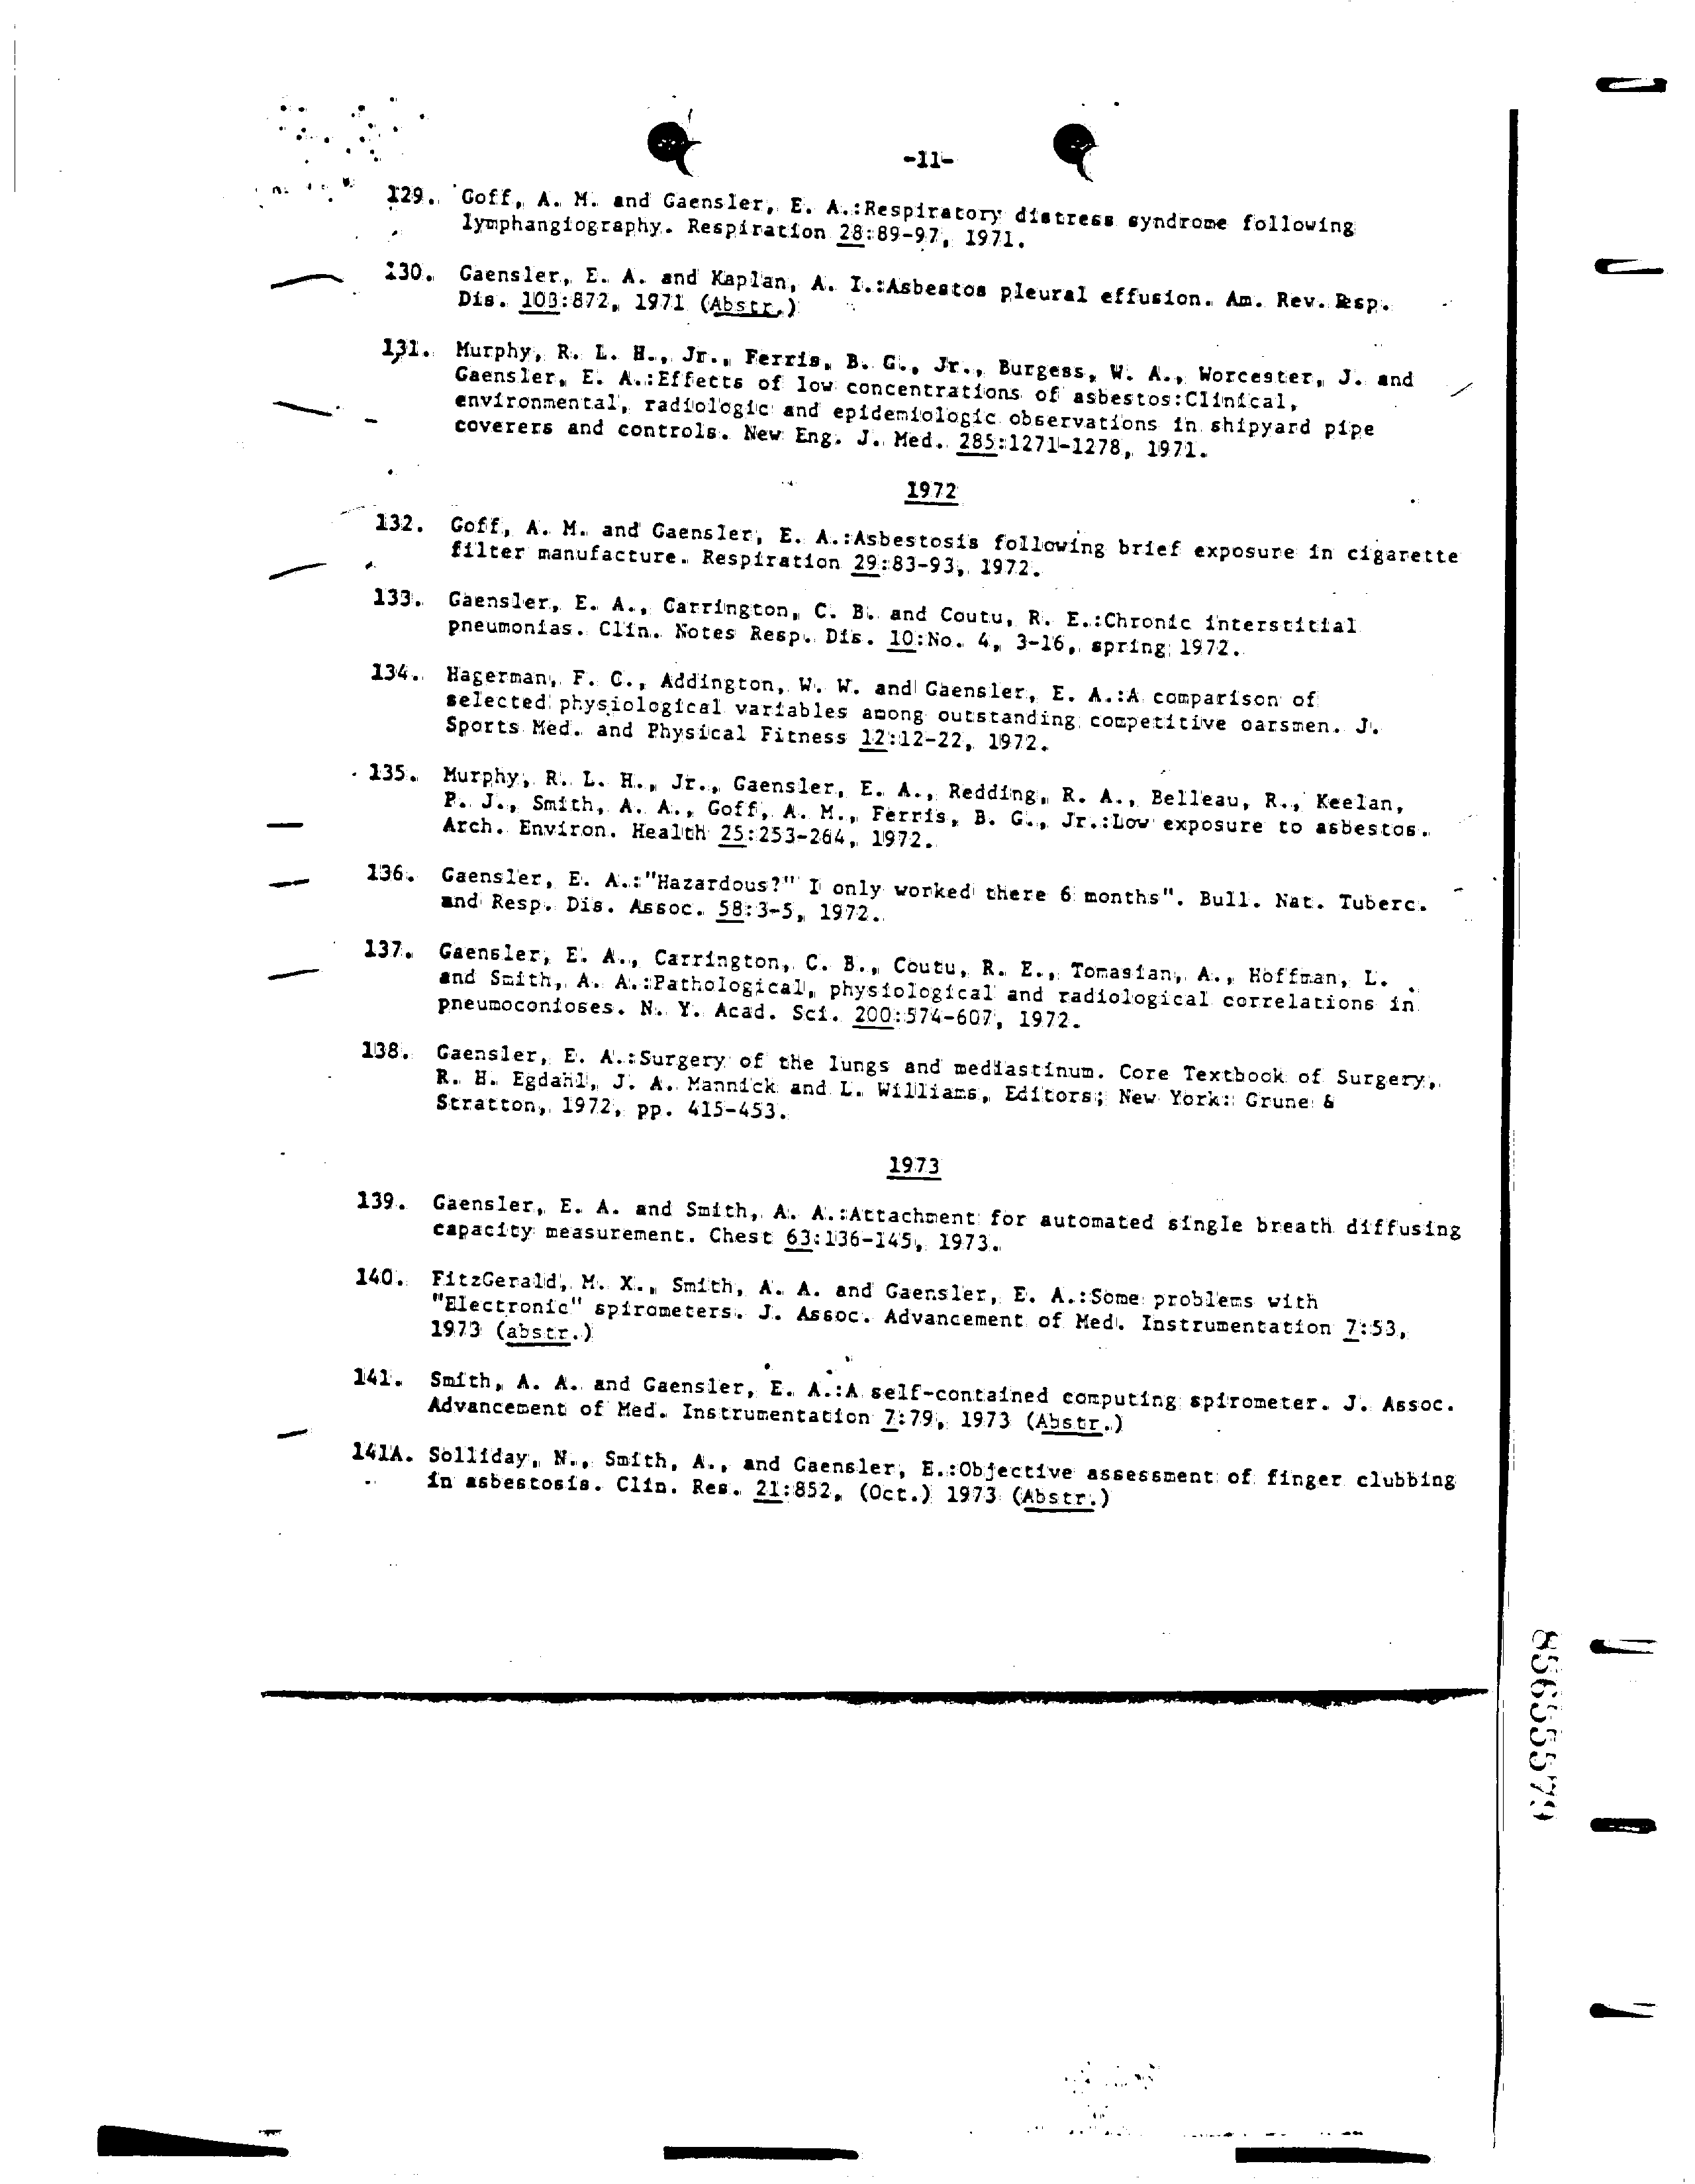 -11-
129. Goff, A. M. and Gaensler, E. A.:Respiratory distress syndrome following
lymphangiography. Respiration 28:89-97, 1971.
130. Gaensler, E. A. and Kaplan, A. I.:Asbestos pleural effusion. Am. Rev. Resp.
Dis. 103:872, 1971 (Abstr.)
131. Murphy, R. L. H., Jr., Ferris, B. G., Jr., Burgess, W. A., Worcester, J. and
Gaensler, E. A.:Effects of low concentrations of asbestos:Clinical,
environmental, radiologic and epidemiologic observations in shipyard pipe
coverers and controls. New Eng. J. Med. 285:1271-1278, 1971.
1972
132. Goff, A. M. and Gaensler, E. A.:Asbestosis following brief exposure in cigarette
filter manufacture. Respiration 29:83-93, 1972.
133. Gaensler, E. A., Carrington, C. B. and Coutu, R. E.:Chronic interstitial
pneumonias. Clin. Notes Resp. Dis. 10:No. 4, 3-16, spring 1972.
134. Hagerman, F. C., Addington, W. W. and Gaensler, E. A.:A comparison of
selected physiological variables among outstanding competitive oarsmen. J.
Sports Med. and Physical Fitness 12:12-22, 1972.
135. Murphy, R. L. H., Jr., Gaensler, E. A., Redding, R. A., Belleau, R., Keelan,
P. J., Smith, A. A., Goff, A. M., Ferris, B. G., Jr.:Low exposure to asbestos.
Arch. Environ. Health 25:253-264, 1972.
136. Gaensler, E. A.:"Hazardous?" I only worked there 6 months". Bull. Nat. Tuberc.
and Resp. Dis. Assoc. 58:3-5, 1972.
137. Gaensler, E. A., Carrington, C. B., Coutu, R. E., Tomasian, A., Hoffman, L.
and Smith, A. A.:Pathological, physiological and radiological correlations in
pneumoconioses. N. Y. Acad. Sci. 200:574-607, 1972.
138. Gaensler, E. A.:Surgery of the lungs and mediastinum. Core Textbook of Surgery,
R. H. Egdahl, J. A. Mannick and L. Williams, Editors; New York: Grune &
Stratton, 1972, pp. 415-453.
1973
139. Gaensler, E. A. and Smith, A. A.:Attachment for automated single breath diffusing
capacity measurement. Chest 63:136-145, 1973.
140. FitzGerald, M. X., Smith, A. A. and Gaensler, E. A.:Some problems with
"Electronic" spirometers. J. Assoc. Advancement of Med. Instrumentation 7:53,
1973 (abstr.)
141. Smith, A. A. and Gaensler, E. A.:A self-contained computing spirometer. J. Assoc.
Advancement of Med. Instrumentation 7:79, 1973 (Abstr.)
141A. Solliday, N., Smith, A., and Gaensler, E.:Objective assessment of finger clubbing
in asbestosis. Clin. Res. 21:852, (Oct.) 1973 (Abstr.)
85655579